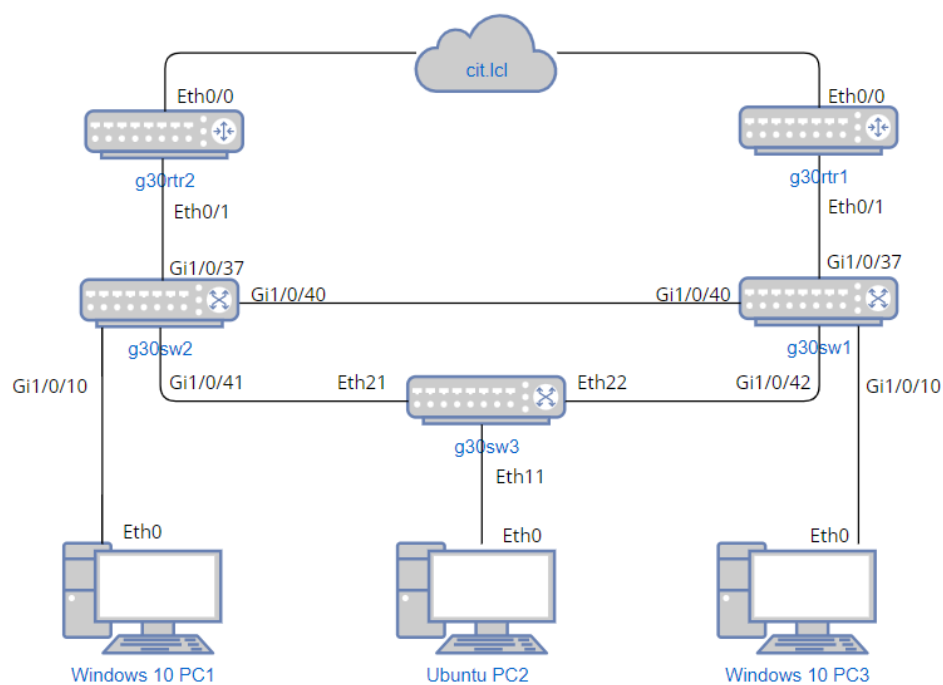 cit.lcl
Eth0/0
Eth0/0
g30rtr2
g30rtr1
Eth0/1
Eth0/1
Gi1/0/37
Gi1/0/37
Gi1/0/40
Gi1/0/40
g30sw2
g30sw1
Gi1/0/10
Gi1/0/41
Eth21
Eth22
Gi1/0/42
Gi1/0/10
g30sw3
Eth11
Eth0
Eth0
Eth0
Windows 10 PC1
Ubuntu PC2
Windows 10 PC3